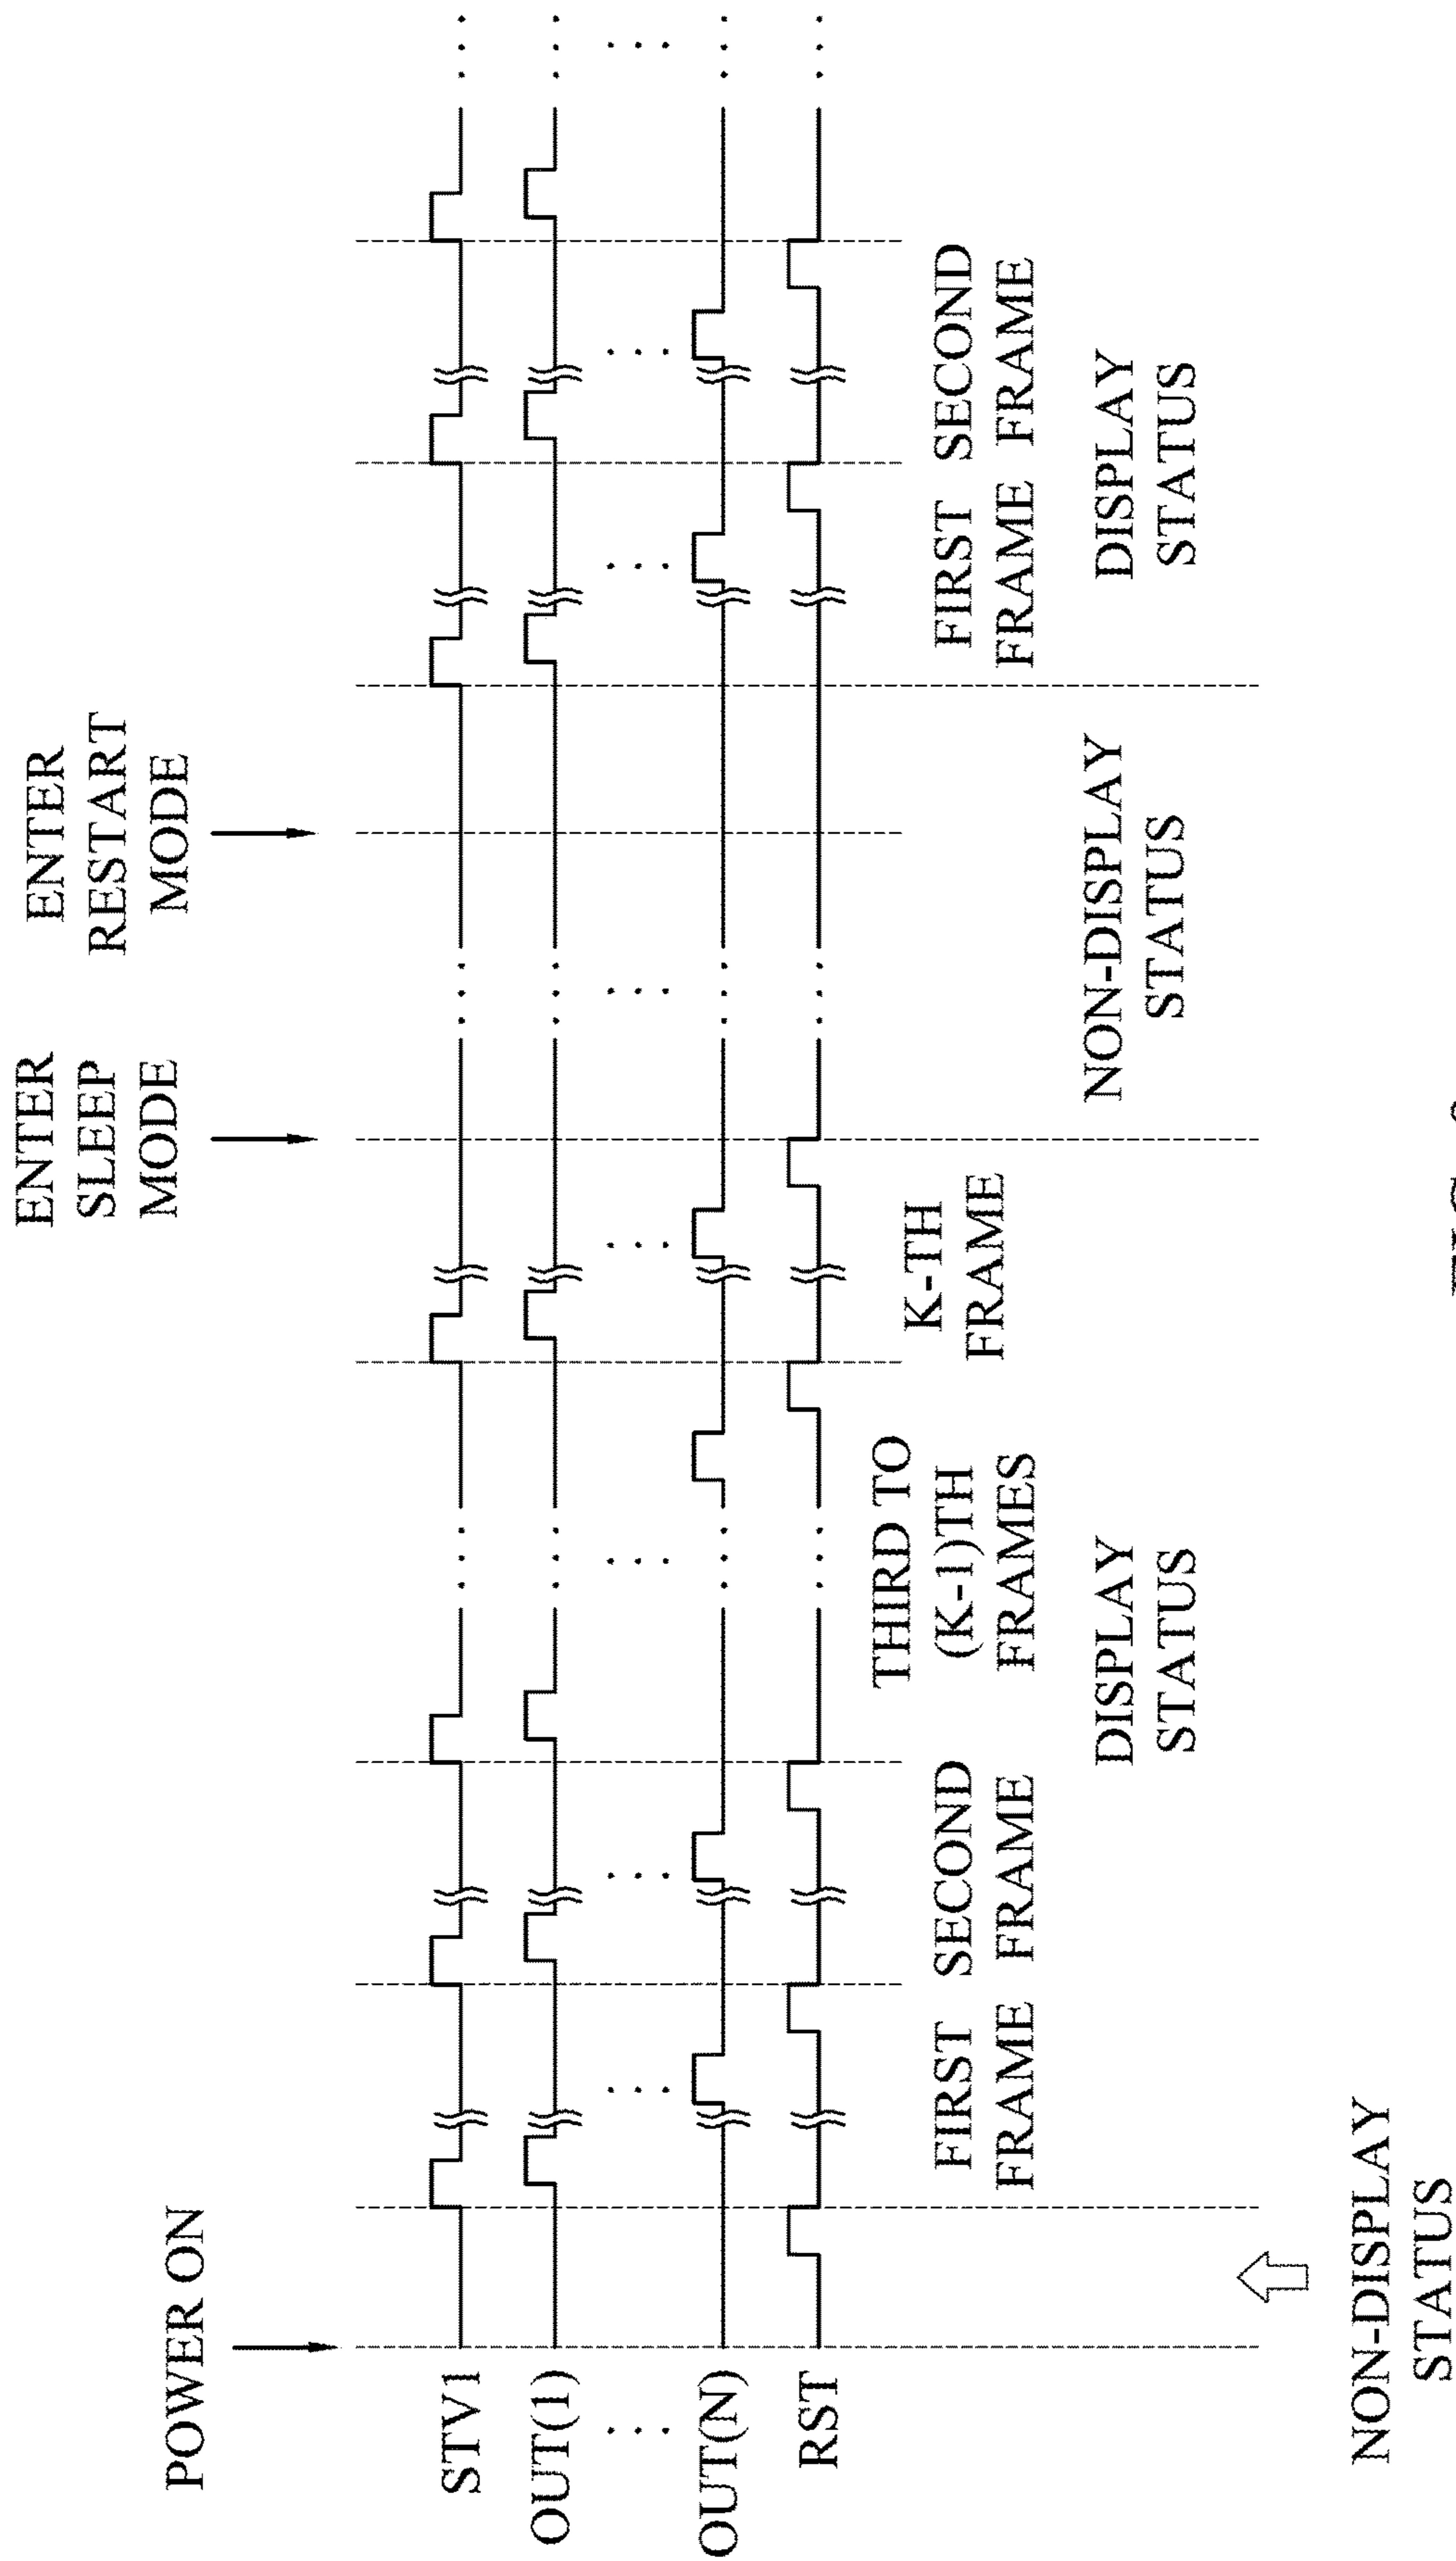 POWER ON
ENTER
SLEEP
MODE
ENTER
RESTART
MODE
STV1
OUT(1)
OUT(N)
RST
FIRST
FRAME
SECOND
FRAME
THIRD TO
(K-1)TH
FRAMES
K-TH
FRAME
FIRST
FRAME
SECOND
FRAME
DISPLAY
STATUS
NON-DISPLAY
STATUS
DISPLAY
STATUS
NON-DISPLAY
STATUS